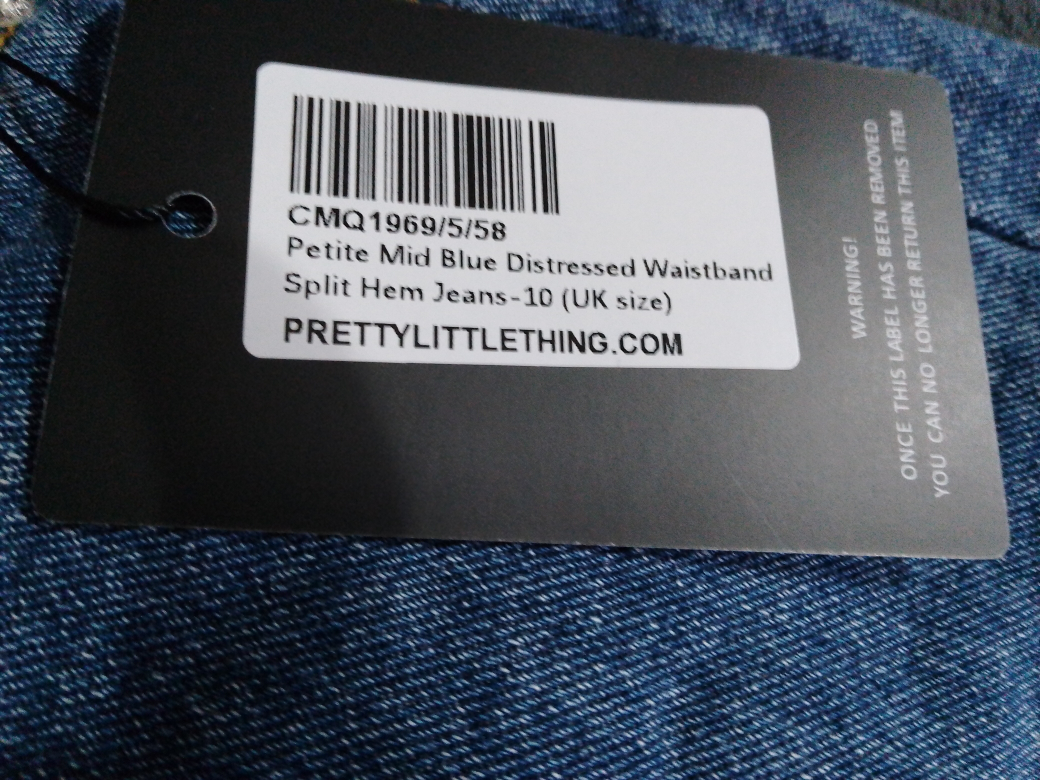 CMQ1969/5/58
Petite Mid Blue Distressed Waistband
Split Hem Jeans-10 (UK size)
PRETTYLITTLETHING.COM
WARNING!
ONCE THIS LABEL HAS BEEN REMOVED
YOU CAN NO LONGER RETURN THIS ITEM